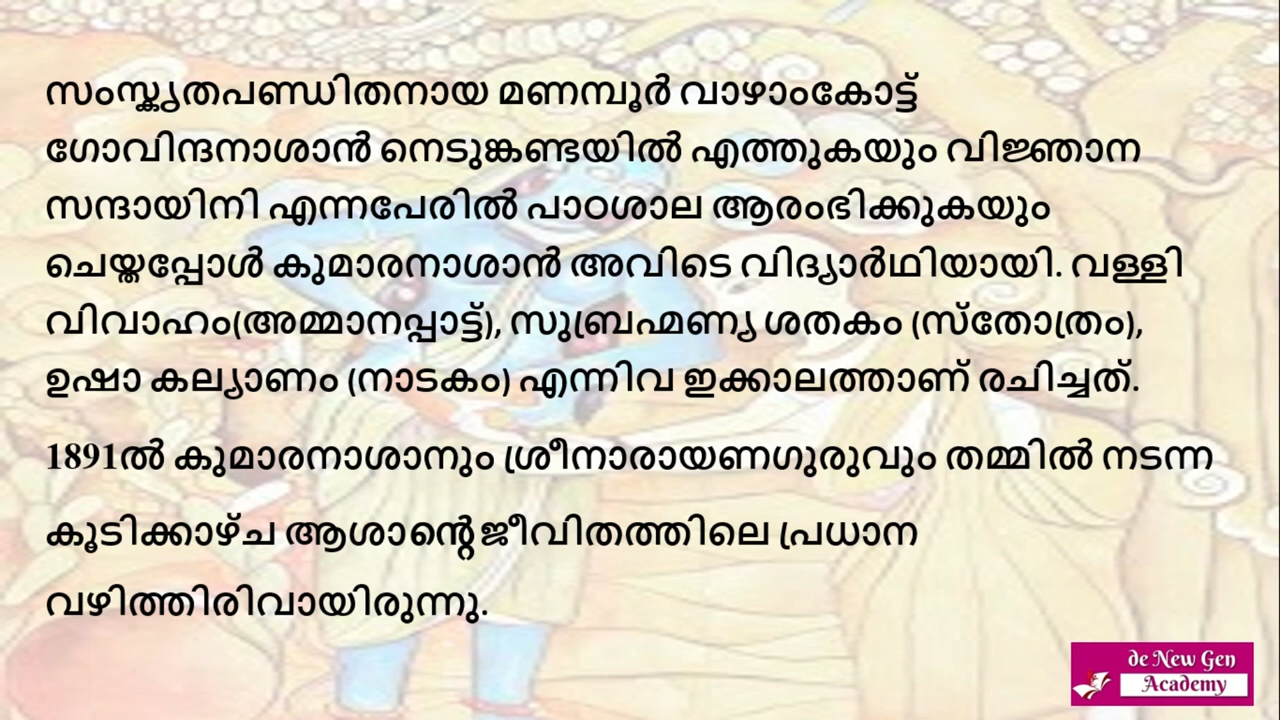 സംസ്കൃതപണ്ഡിതനായ മണമ്പൂർ വാഴാംകോട്ട്
ഗോവിന്ദനാശാൻ നെടുങ്കണ്ടയിൽ എത്തുകയും വിജ്ഞാന
സന്ദായിനി എന്നപേരിൽ പാഠശാല ആരംഭിക്കുകയും
ചെയ്തപ്പോൾ കുമാരനാശാൻ അവിടെ വിദ്യാർഥിയായി. വള്ളി
വിവാഹം(അമ്മാനപ്പാട്ട്), സുബ്രഹ്മണ്യ ശതകം (സ്തോത്രം),
ഉഷാ കല്യാണം (നാടകം) എന്നിവ ഇക്കാലത്താണ് രചിച്ചത്.
1891ൽ കുമാരനാശാനും ശ്രീനാരായണഗുരുവും തമ്മിൽ നടന്ന
കൂടിക്കാഴ്ച ആശാന്റെ ജീവിതത്തിലെ പ്രധാന
വഴിത്തിരിവായിരുന്നു.
de New Gen
Academy